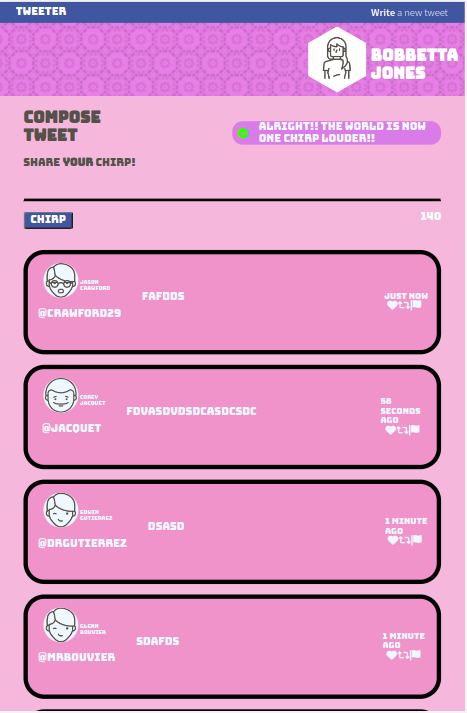 TWEETER
Write a new tweet
BOBBETTA
JONES
COMPOSE
TWEET
ALRIGHT!! THE WORLD IS NOW
ONE CHIRP LOUDER!!
SHARE YOUR CHIRP!
CHIRP
140
JASON
CRAWFORD
FAFDDS
JUST NOW
@CRAWFORD29
COREY
JACQUET
FDVASDVDSDCASDCSDC
58
SECONDS
AGO
@JACQUET
EDWIN
GUTIERREZ
DSASD
1 MINUTE
AGO
@DRGUTIERREZ
GLENN
BOUVIER
SDAFDS
1 MINUTE
AGO
@MRBOUVIER